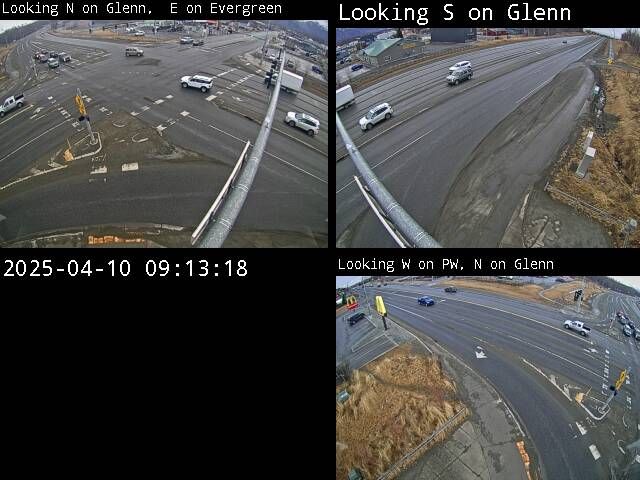 Looking N on Glenn,  E on Evergreen
Looking S on Glenn
2025-04-10 09:13:18
Looking W on PW, N on Glenn